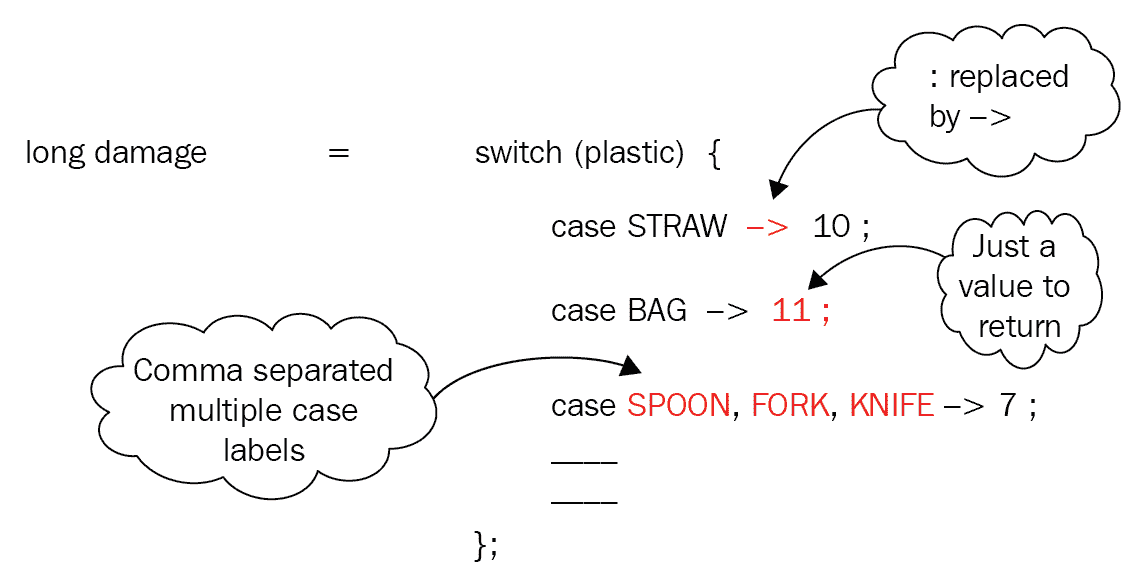 : replaced
by –>
long damage = switch (plastic) {
case STRAW –> 10 ;
Just a
value to
return
case BAG –> 11 ;
Comma separated
multiple case
labels
case SPOON, FORK, KNIFE –> 7 ;
____
____
};